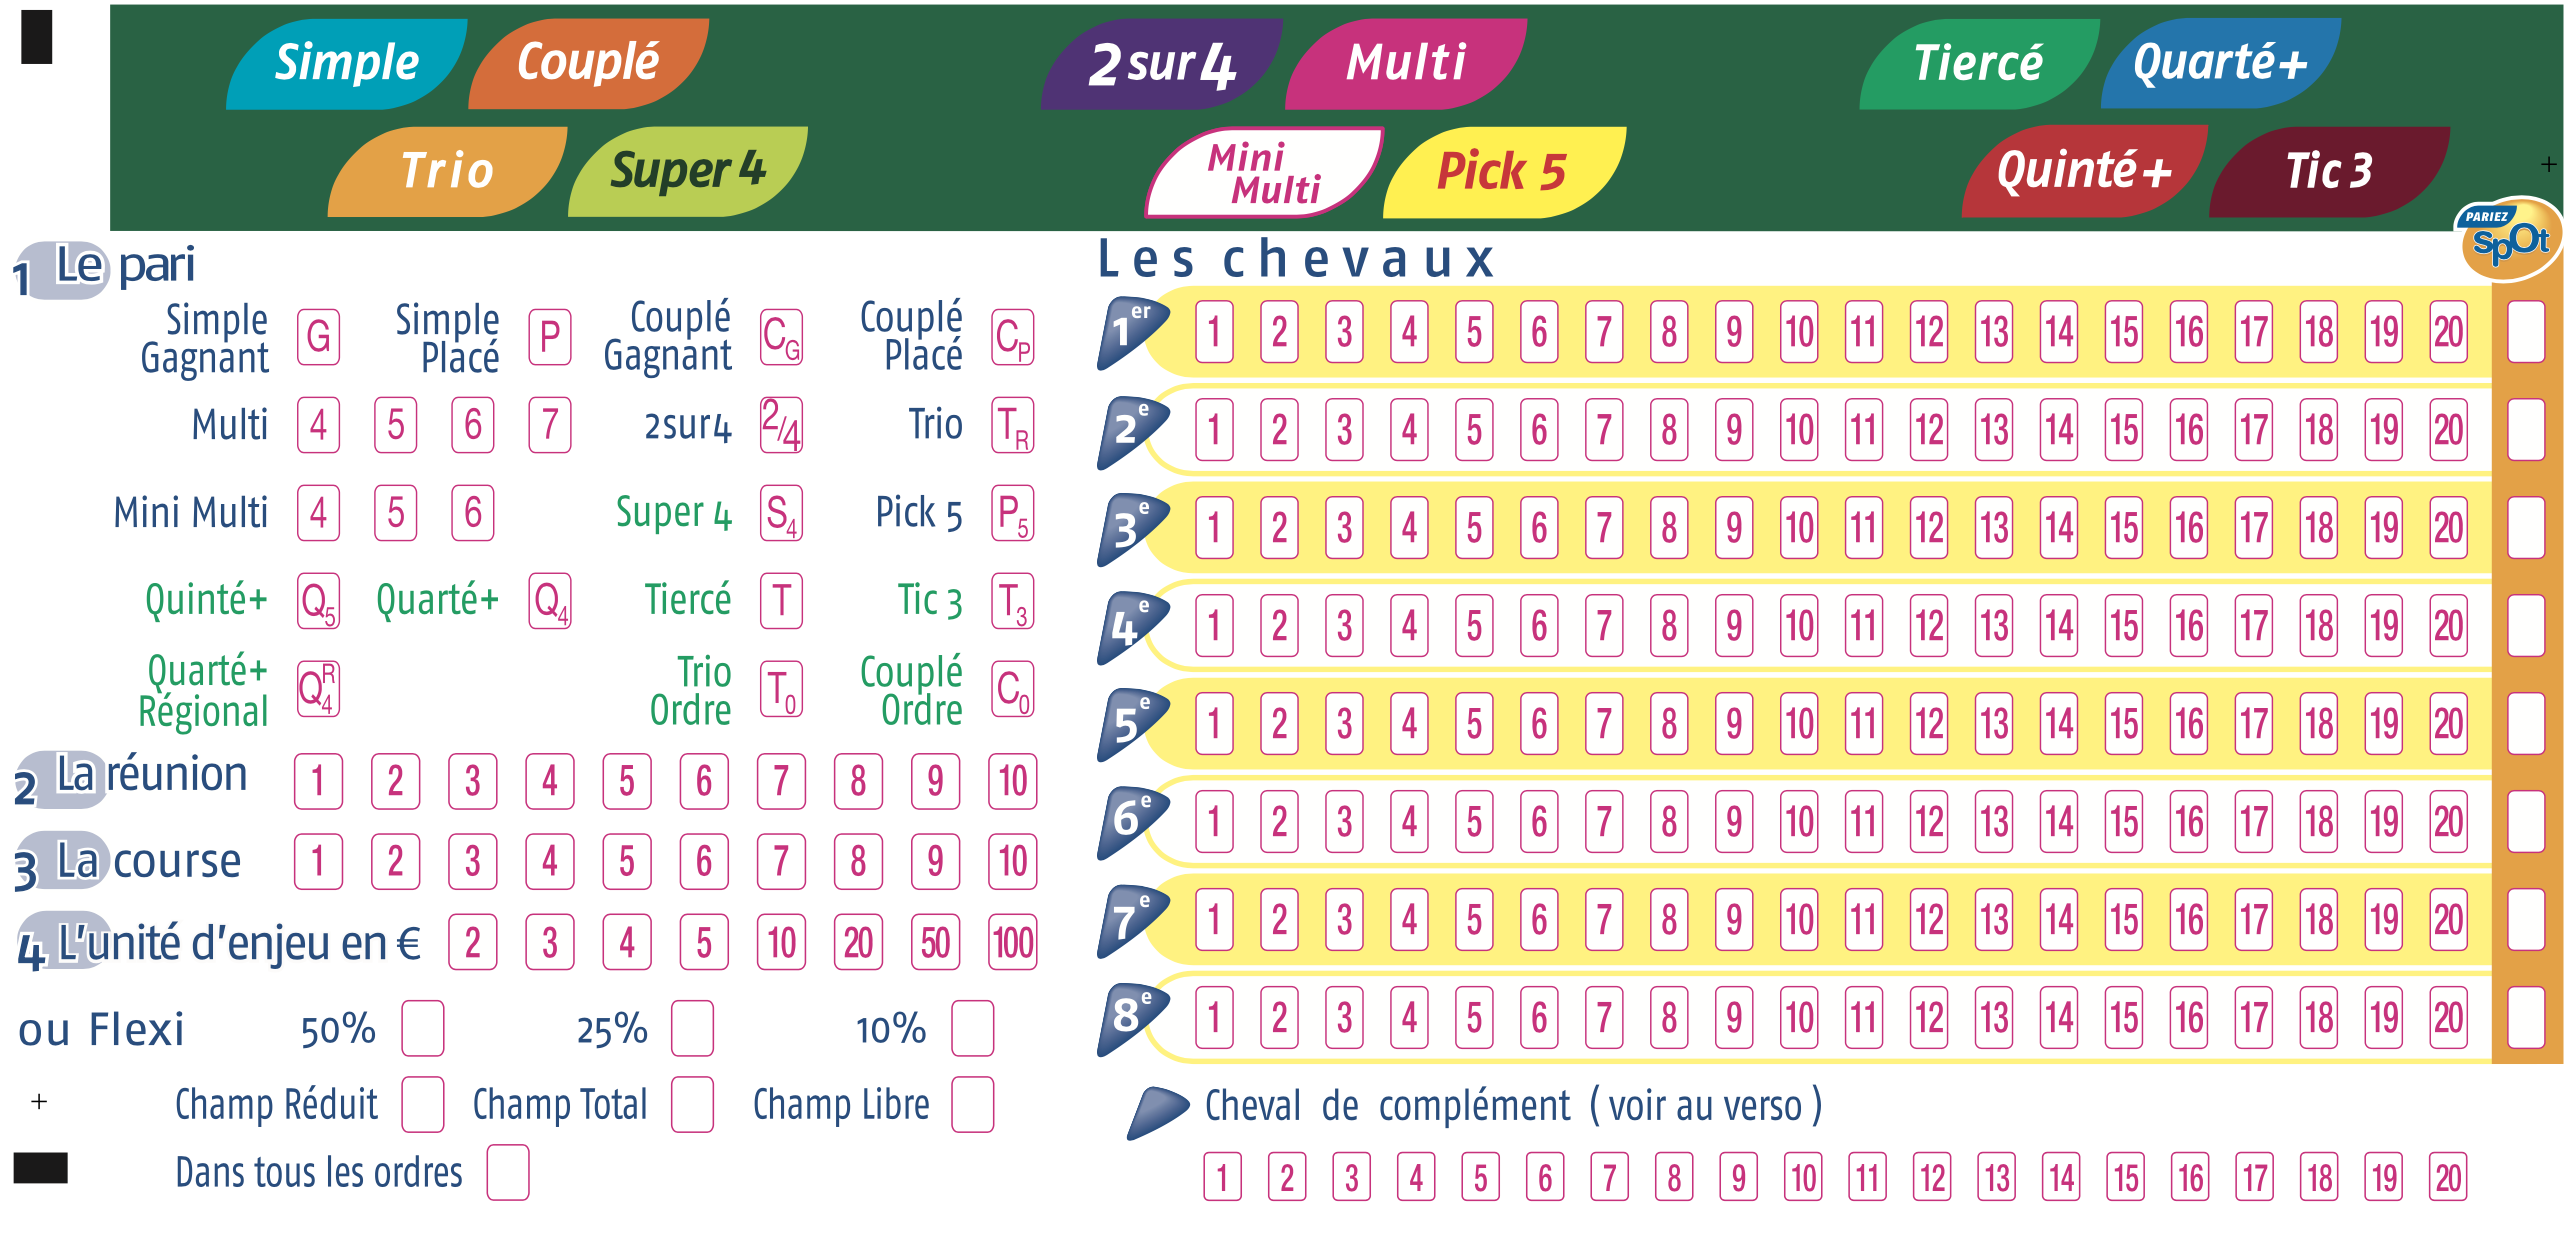 Simple Couplé 2sur4 Multi Tiercé Quarté+
Trio Super 4 Mini Multi Pick 5 Quinté+ Tic 3
+
PARIEZ
spOt
1 Le pari
Simple Gagnant G Simple Placé P Couplé Gagnant CG Couplé Placé CP
Multi 4 5 6 7 2sur4 2/4 Trio TR
Mini Multi 4 5 6 Super 4 S4 Pick 5 P5
Quinté+ Q5 Quarté+ Q4 Tiercé T Tic 3 T3
Quarté+ Régional QR4 Trio Ordre T0 Couplé Ordre C0
2 La réunion 1 2 3 4 5 6 7 8 9 10
3 La course 1 2 3 4 5 6 7 8 9 10
4 L'unité d'enjeu en € 2 3 4 5 10 20 50 100
ou Flexi 50% 25% 10%
+ Champ Réduit Champ Total Champ Libre
Dans tous les ordres
Les chevaux
1er 1 2 3 4 5 6 7 8 9 10 11 12 13 14 15 16 17 18 19 20
2e 1 2 3 4 5 6 7 8 9 10 11 12 13 14 15 16 17 18 19 20
3e 1 2 3 4 5 6 7 8 9 10 11 12 13 14 15 16 17 18 19 20
4e 1 2 3 4 5 6 7 8 9 10 11 12 13 14 15 16 17 18 19 20
5e 1 2 3 4 5 6 7 8 9 10 11 12 13 14 15 16 17 18 19 20
6e 1 2 3 4 5 6 7 8 9 10 11 12 13 14 15 16 17 18 19 20
7e 1 2 3 4 5 6 7 8 9 10 11 12 13 14 15 16 17 18 19 20
8e 1 2 3 4 5 6 7 8 9 10 11 12 13 14 15 16 17 18 19 20
Cheval de complément ( voir au verso )
1 2 3 4 5 6 7 8 9 10 11 12 13 14 15 16 17 18 19 20